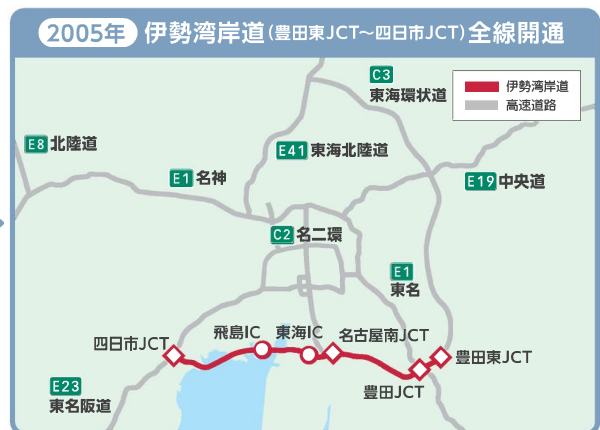 2005年 伊勢湾岸道(豊田東JCT〜四日市JCT)全線開通
C3
東海環状道
伊勢湾岸道
高速道路
E8 北陸道
E41 東海北陸道
E1 名神
E19 中央道
C2 名二環
E1
東名
四日市JCT
飛島IC
東海IC
名古屋南JCT
豊田東JCT
豊田JCT
E23
東名阪道